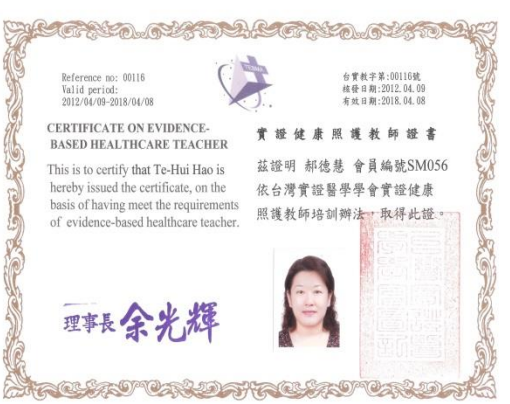 Reference no: 00116
Valid period:
2012/04/09-2018/04/08
CERTIFICATE ON EVIDENCE-
BASED HEALTHCARE TEACHER
This is to certify that Te-Hui Hao is
hereby issued the certificate, on the
basis of having meet the requirements
of evidence-based healthcare teacher.
台實教字第:00116號
核發日期:2012.04.09
有效日期:2018.04.08
實證健康照護教師證書
茲證明 郝德慧 會員編號SM056
依台灣實證醫學學會實證健康
照護教師培訓辦法,取得此證。
理事長 余光輝